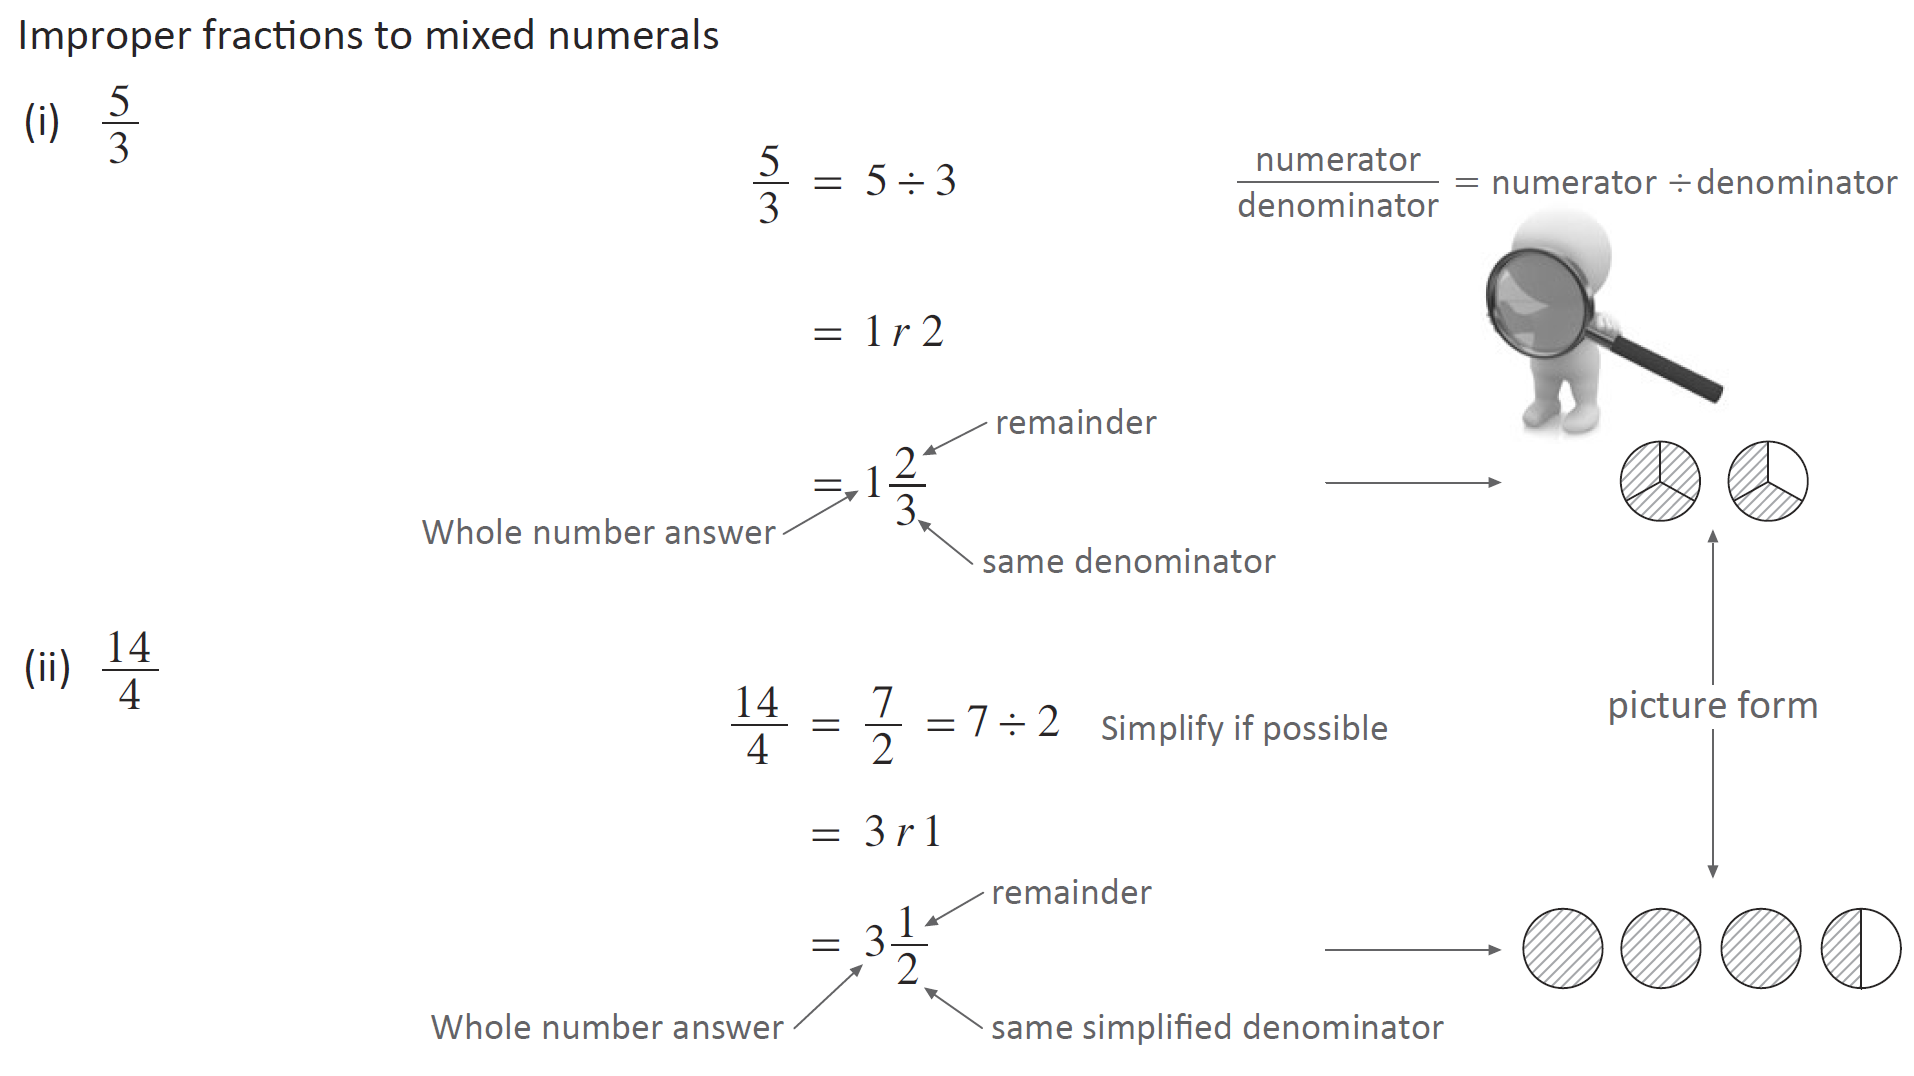 Improper fractions to mixed numerals
(i) 5/3
5/3 = 5 ÷ 3
numerator/denominator = numerator ÷ denominator
= 1 r 2
remainder
= 1 2/3
Whole number answer
same denominator
(ii) 14/4
14/4 = 7/2 = 7 ÷ 2 Simplify if possible
picture form
= 3 r 1
remainder
= 3 1/2
Whole number answer
same simplified denominator